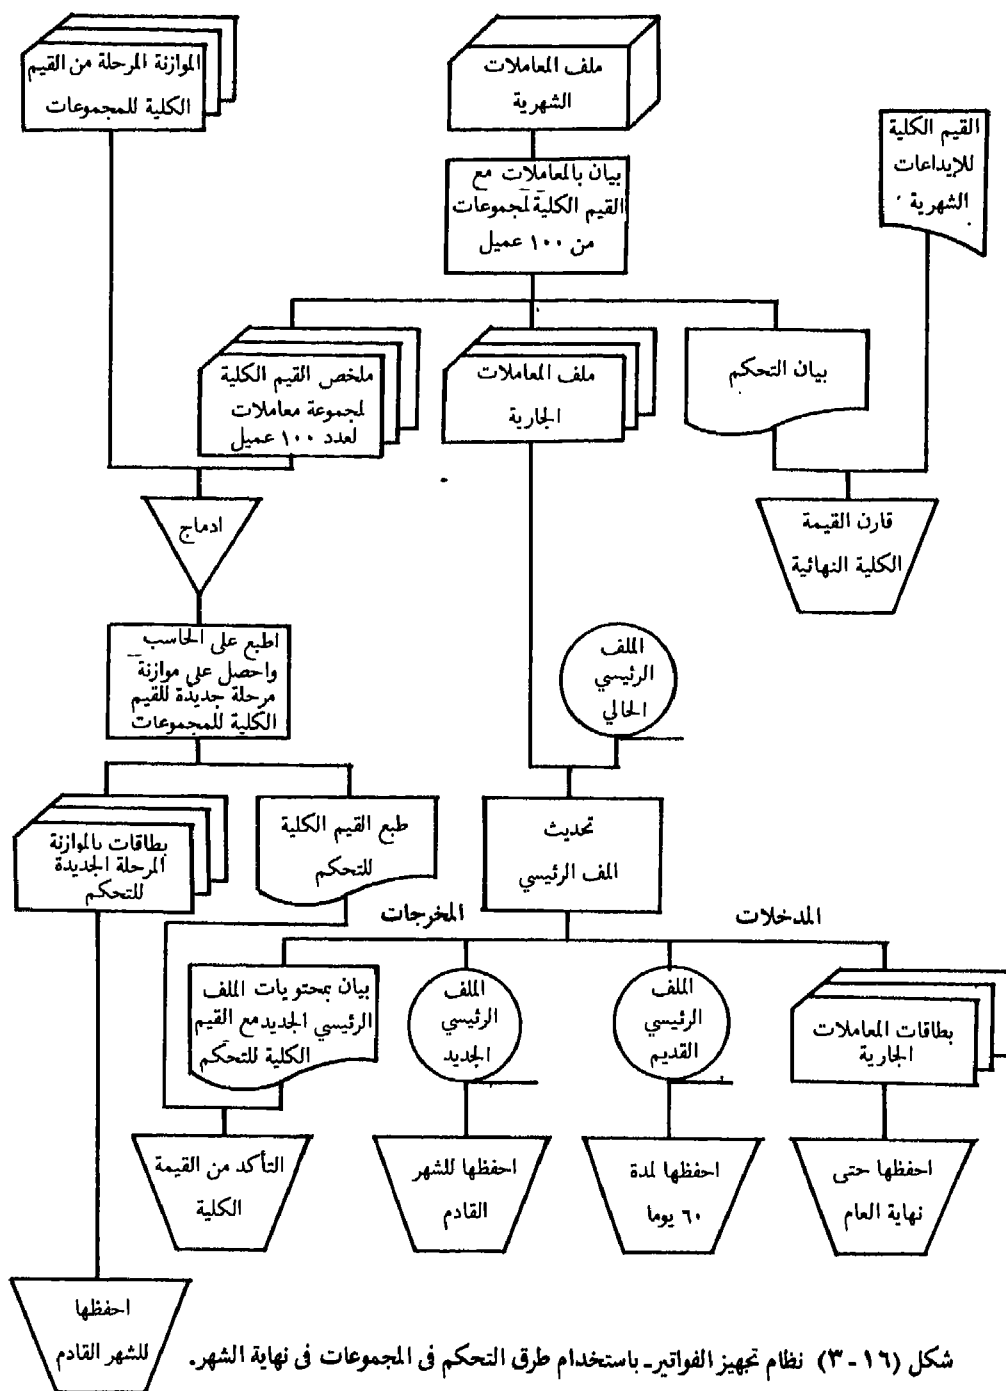 الموازنة المرحلة من القيم
الكلية للمجموعات
ملف المعاملات
الشهرية
القيم الكلية
للإيداعات
الشهرية
بيان بالمعاملات مع
القيم الكلية لمجموعات
من ١٠٠ عميل
ملخص القيم الكلية
لمجموعة معاملات
لعدد ١٠٠ عميل
ملف المعاملات
الجارية
بيان التحكم
ادماج
قارن القيمة
الكلية النهائية
اطبع على الحاسب
واحصل على موازنة
مرحلة جديدة للقيم
الكلية للمجموعات
الملف
الرئيسي
الحالي
بطاقات بالموازنة
المرحلة الجديدة
للتحكم
طبع القيم الكلية
للتحكم
تحديث
المف الرئيسي
المخرجات
المدخلات
بيان بمحتويات الملف
الرئيسي الجديد مع القيم
الكلية للتحكم
الملف
الرئيسي
الجديد
الملف
الرئيسي
القديم
بطاقات المعاملات
الجارية
التأكد من القيمة
الكلية
احفظها للشهر
القادم
احفظها لمدة
٦٠ يوما
احفظها حتى
نهاية العام
احفظها
للشهر القادم
شكل (١٦ - ٣) نظام تجهيز الفواتير ـ باستخدام طرق التحكم فى المجموعات فى نهاية الشهر.